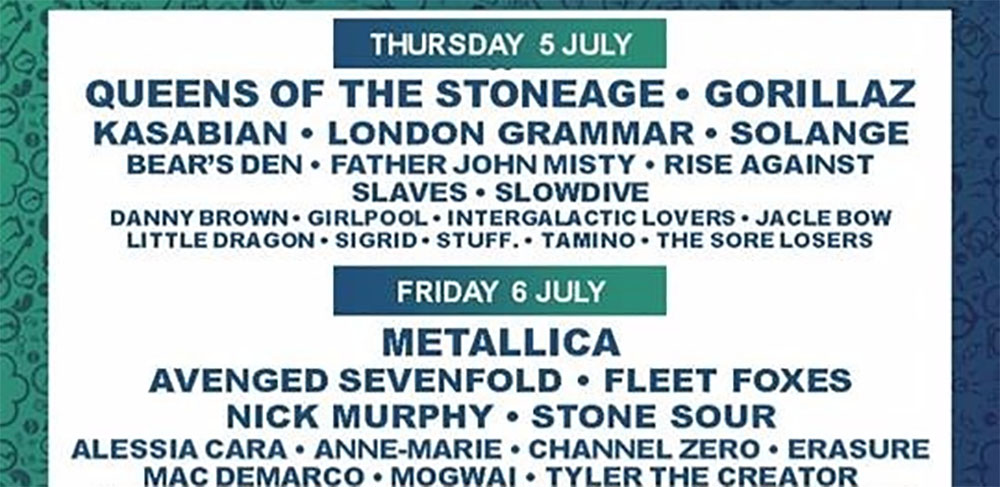 THURSDAY 5 JULY
QUEENS OF THE STONEAGE • GORILLAZ
KASABIAN • LONDON GRAMMAR • SOLANGE
BEAR'S DEN • FATHER JOHN MISTY • RISE AGAINST
SLAVES • SLOWDIVE
DANNY BROWN • GIRLPOOL • INTERGALACTIC LOVERS • JACLE BOW
LITTLE DRAGON • SIGRID • STUFF. • TAMINO • THE SORE LOSERS
FRIDAY 6 JULY
METALLICA
AVENGED SEVENFOLD • FLEET FOXES
NICK MURPHY • STONE SOUR
ALESSIA CARA • ANNE-MARIE • CHANNEL ZERO • ERASURE
MAC DEMARCO • MOGWAI • TYLER THE CREATOR